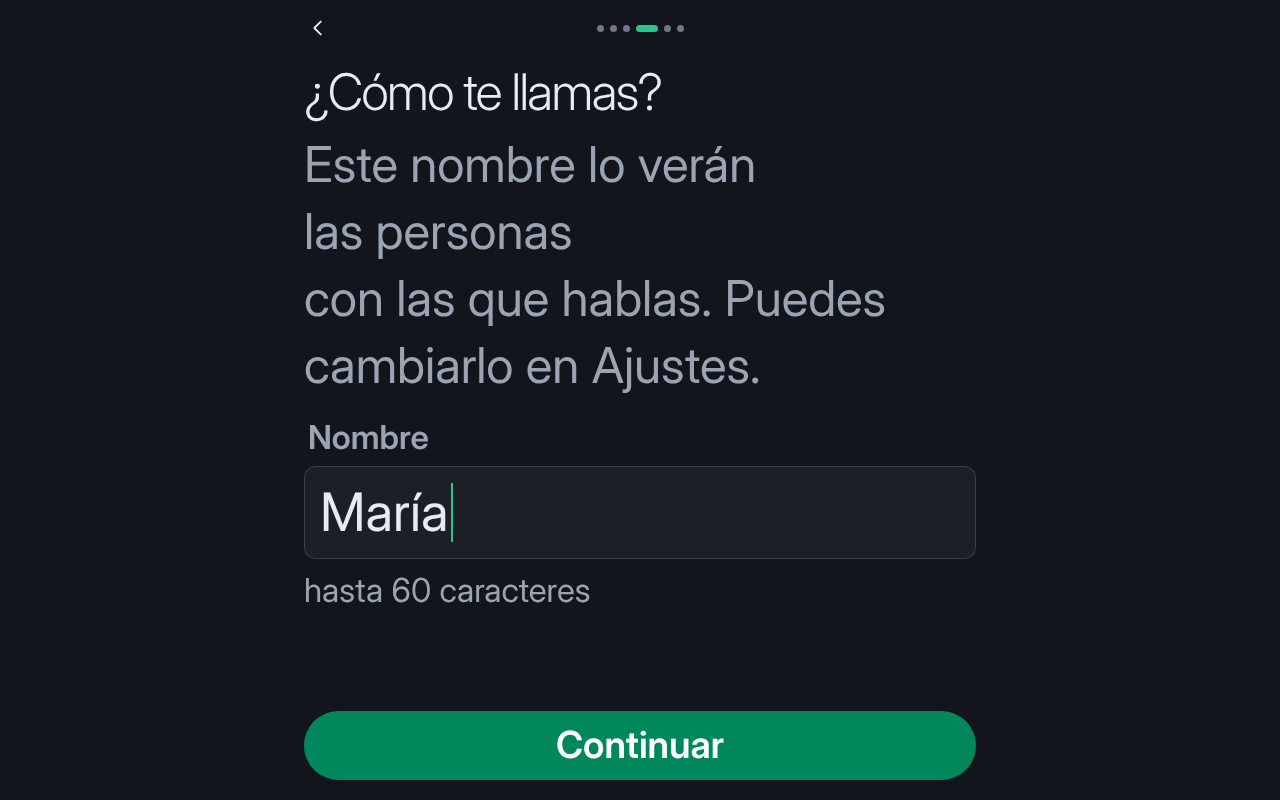 ¿Cómo te llamas?
Este nombre lo verán
las personas
con las que hablas. Puedes
cambiarlo en Ajustes.
Nombre
María
hasta 60 caracteres
Continuar